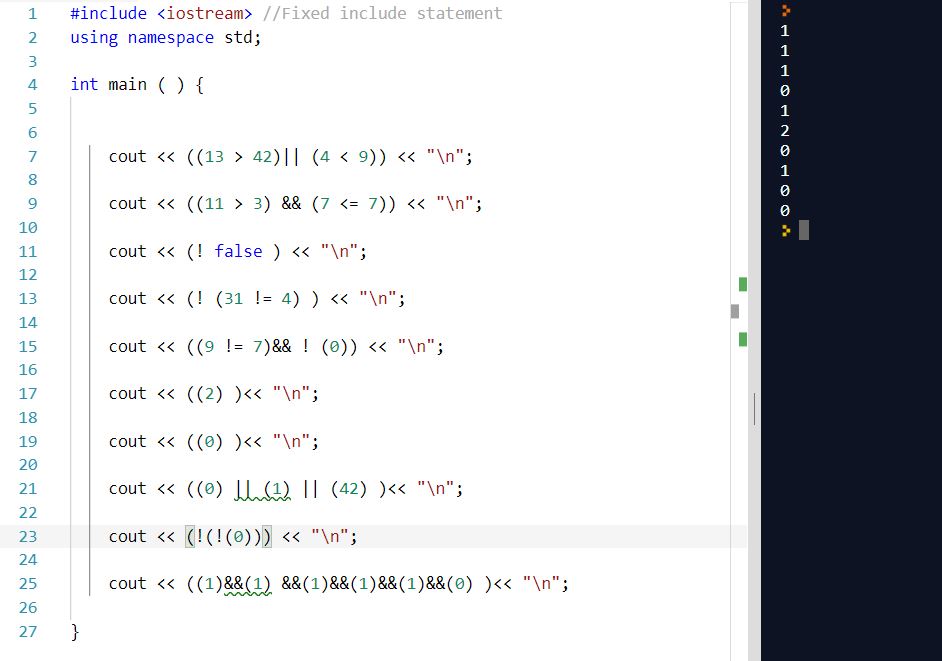 1 #include <iostream> //Fixed include statement
2 using namespace std;
3
4 int main ( ) {
5
6
7 cout << ((13 > 42)|| (4 < 9)) << "\n";
8
9 cout << ((11 > 3) && (7 <= 7)) << "\n";
10
11 cout << (! false ) << "\n";
12
13 cout << (! (31 != 4) ) << "\n";
14
15 cout << ((9 != 7)&& ! (0)) << "\n";
16
17 cout << ((2) )<< "\n";
18
19 cout << ((0) )<< "\n";
20
21 cout << ((0) || (1) || (42) )<< "\n";
22
23 cout << (!(!(0))) << "\n";
24
25 cout << ((1)&&(1) &&(1)&&(1)&&(1)&&(0) )<< "\n";
26
27 }
1
1
1
0
1
2
0
1
0
0